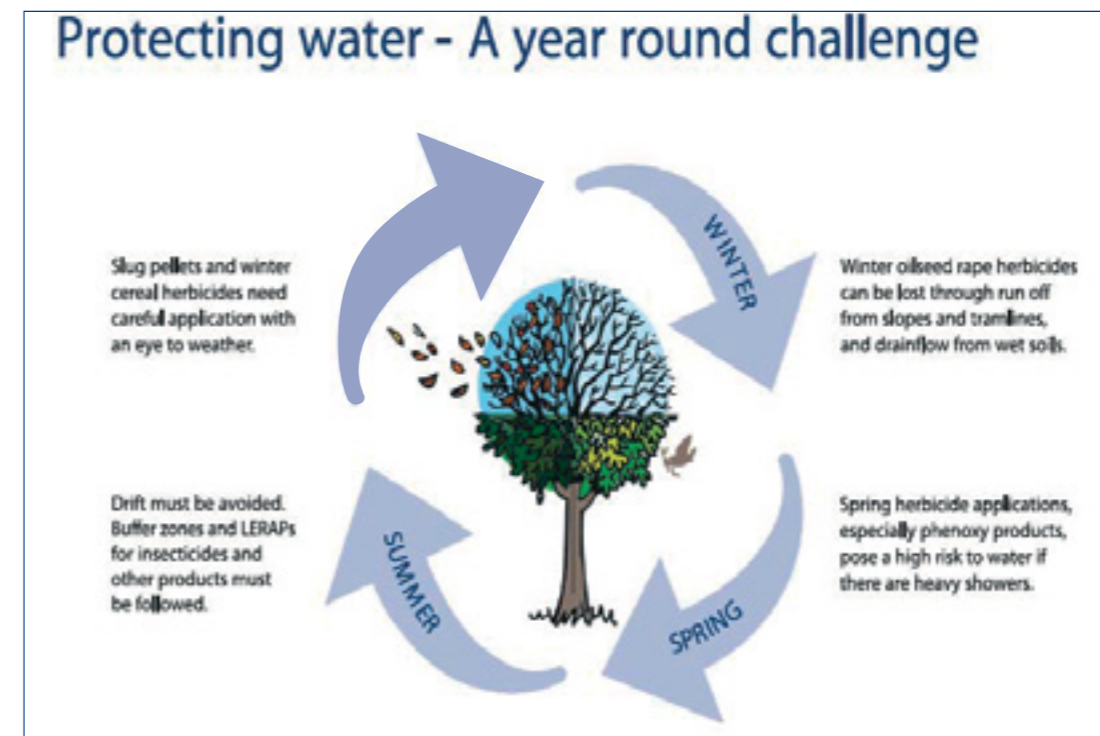 Protecting water - A year round challenge
WINTER
Slug pellets and winter
cereal herbicides need
careful application with
an eye to weather.
Winter oilseed rape herbicides
can be lost through run off
from slopes and tramlines,
and drainflow from wet soils.
Drift must be avoided.
Buffer zones and LERAPs
for insecticides and
other products must
be followed.
SUMMER
SPRING
Spring herbicide applications,
especially phenoxy products,
pose a high risk to water if
there are heavy showers.